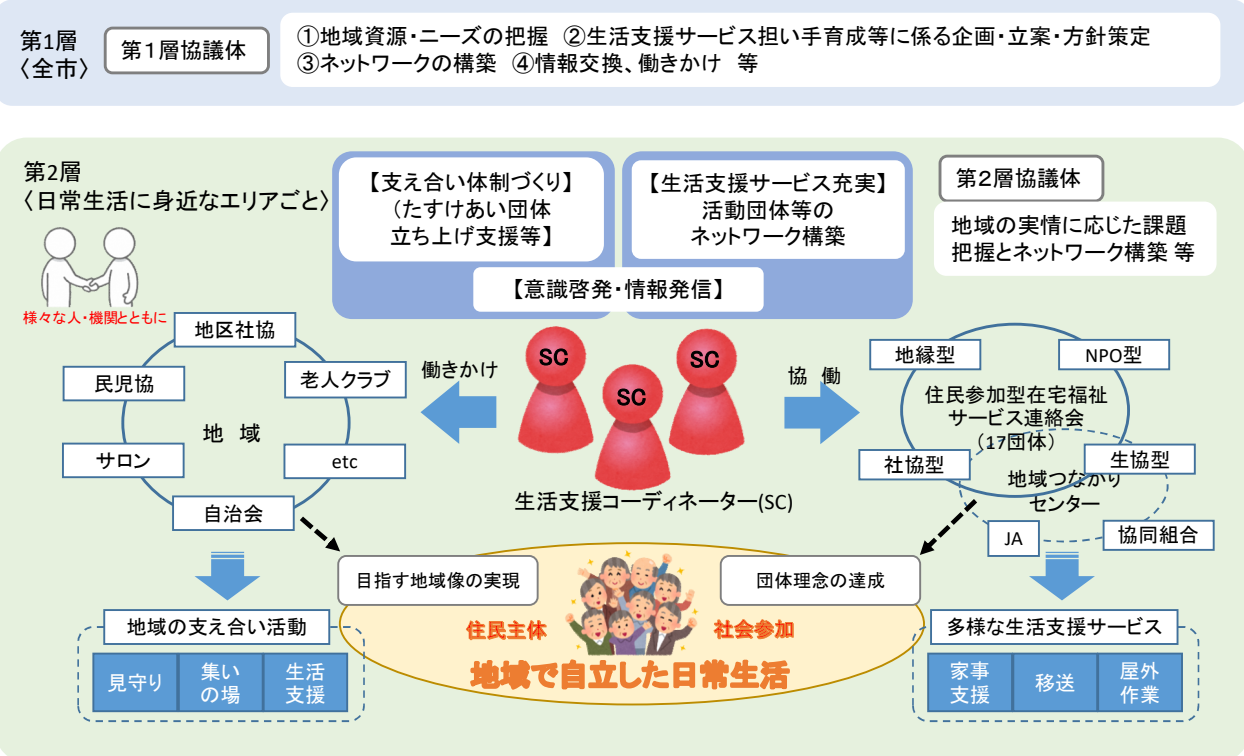 第1層
〈全市〉
第1層協議体
①地域資源・ニーズの把握 ②生活支援サービス担い手育成等に係る企画・立案・方針策定
③ネットワークの構築 ④情報交換、働きかけ 等
第2層
〈日常生活に身近なエリアごと〉
【支え合い体制づくり】
(たすけあい団体
立ち上げ支援等】
【生活支援サービス充実】
活動団体等の
ネットワーク構築
【意識啓発・情報発信】
第2層協議体
地域の実情に応じた課題
把握とネットワーク構築 等
様々な人・機関とともに
地区社協
民児協
老人クラブ
地 域
サロン
etc
自治会
働きかけ
SC
SC
SC
生活支援コーディネーター(SC)
協 働
地縁型
NPO型
住民参加型在宅福祉
サービス連絡会
(17団体)
社協型
生協型
地域つながり
センター
JA
協同組合
目指す地域像の実現
団体理念の達成
住民主体
社会参加
地域で自立した日常生活
地域の支え合い活動
見守り
集い
の場
生活
支援
多様な生活支援サービス
家事
支援
移送
屋外
作業